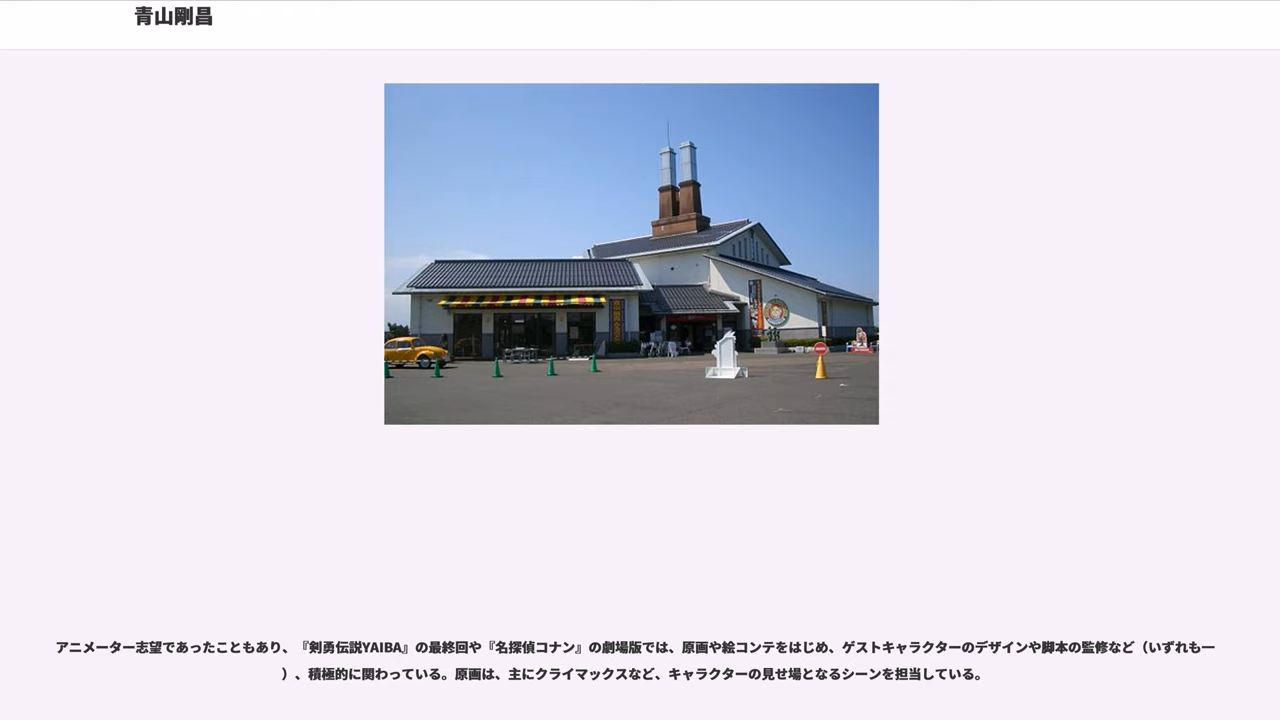 青山剛昌
アニメーター志望であったこともあり、『剣勇伝説YAIBA』の最終回や『名探偵コナン』の劇場版では、原画や絵コンテをはじめ、ゲストキャラクターのデザインや脚本の監修など（いずれも一
）、積極的に関わっている。原画は、主にクライマックスなど、キャラクターの見せ場となるシーンを担当している。